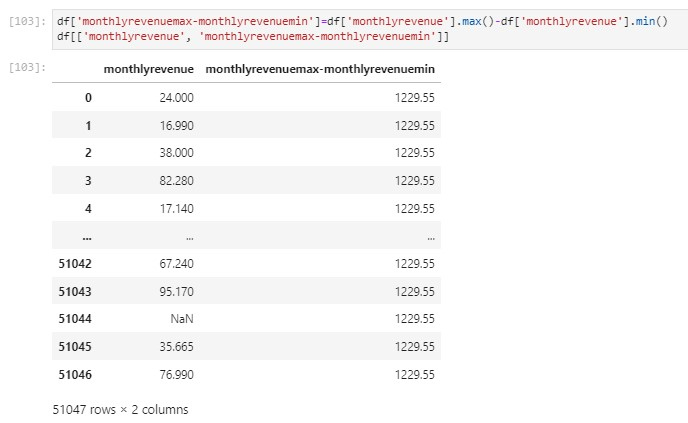 [103]: df['monthlyrevenuemax-monthlyrevenuemin']=df['monthlyrevenue'].max()-df['monthlyrevenue'].min()
df[['monthlyrevenue', 'monthlyrevenuemax-monthlyrevenuemin']]
[103]: monthlyrevenue monthlyrevenuemax-monthlyrevenuemin
0 24.000 1229.55
1 16.990 1229.55
2 38.000 1229.55
3 82.280 1229.55
4 17.140 1229.55
... ... ...
51042 67.240 1229.55
51043 95.170 1229.55
51044 NaN 1229.55
51045 35.665 1229.55
51046 76.990 1229.55
51047 rows × 2 columns